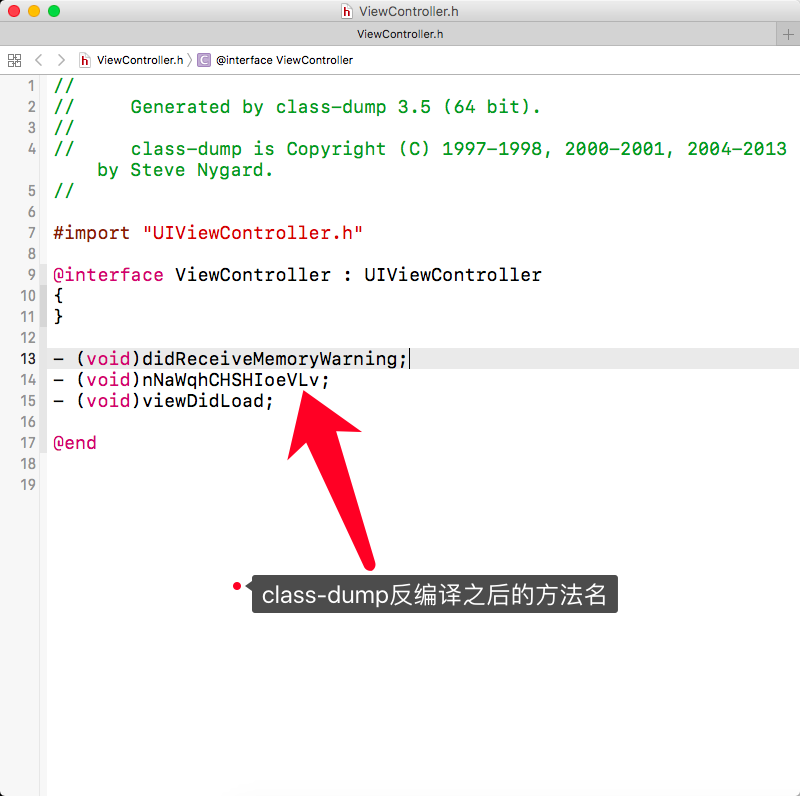 h ViewController.h
ViewController.h
h ViewController.h C @interface ViewController
1 //
2 // Generated by class-dump 3.5 (64 bit).
3 //
4 // class-dump is Copyright (C) 1997-1998, 2000-2001, 2004-2013
by Steve Nygard.
5 //
6
7 #import "UIViewController.h"
8
9 @interface ViewController : UIViewController
10 {
11 }
12
13 - (void)didReceiveMemoryWarning;
14 - (void)nNaWqhCHSHIoeVLv;
15 - (void)viewDidLoad;
16
17 @end
18
19
class-dump反编译之后的方法名